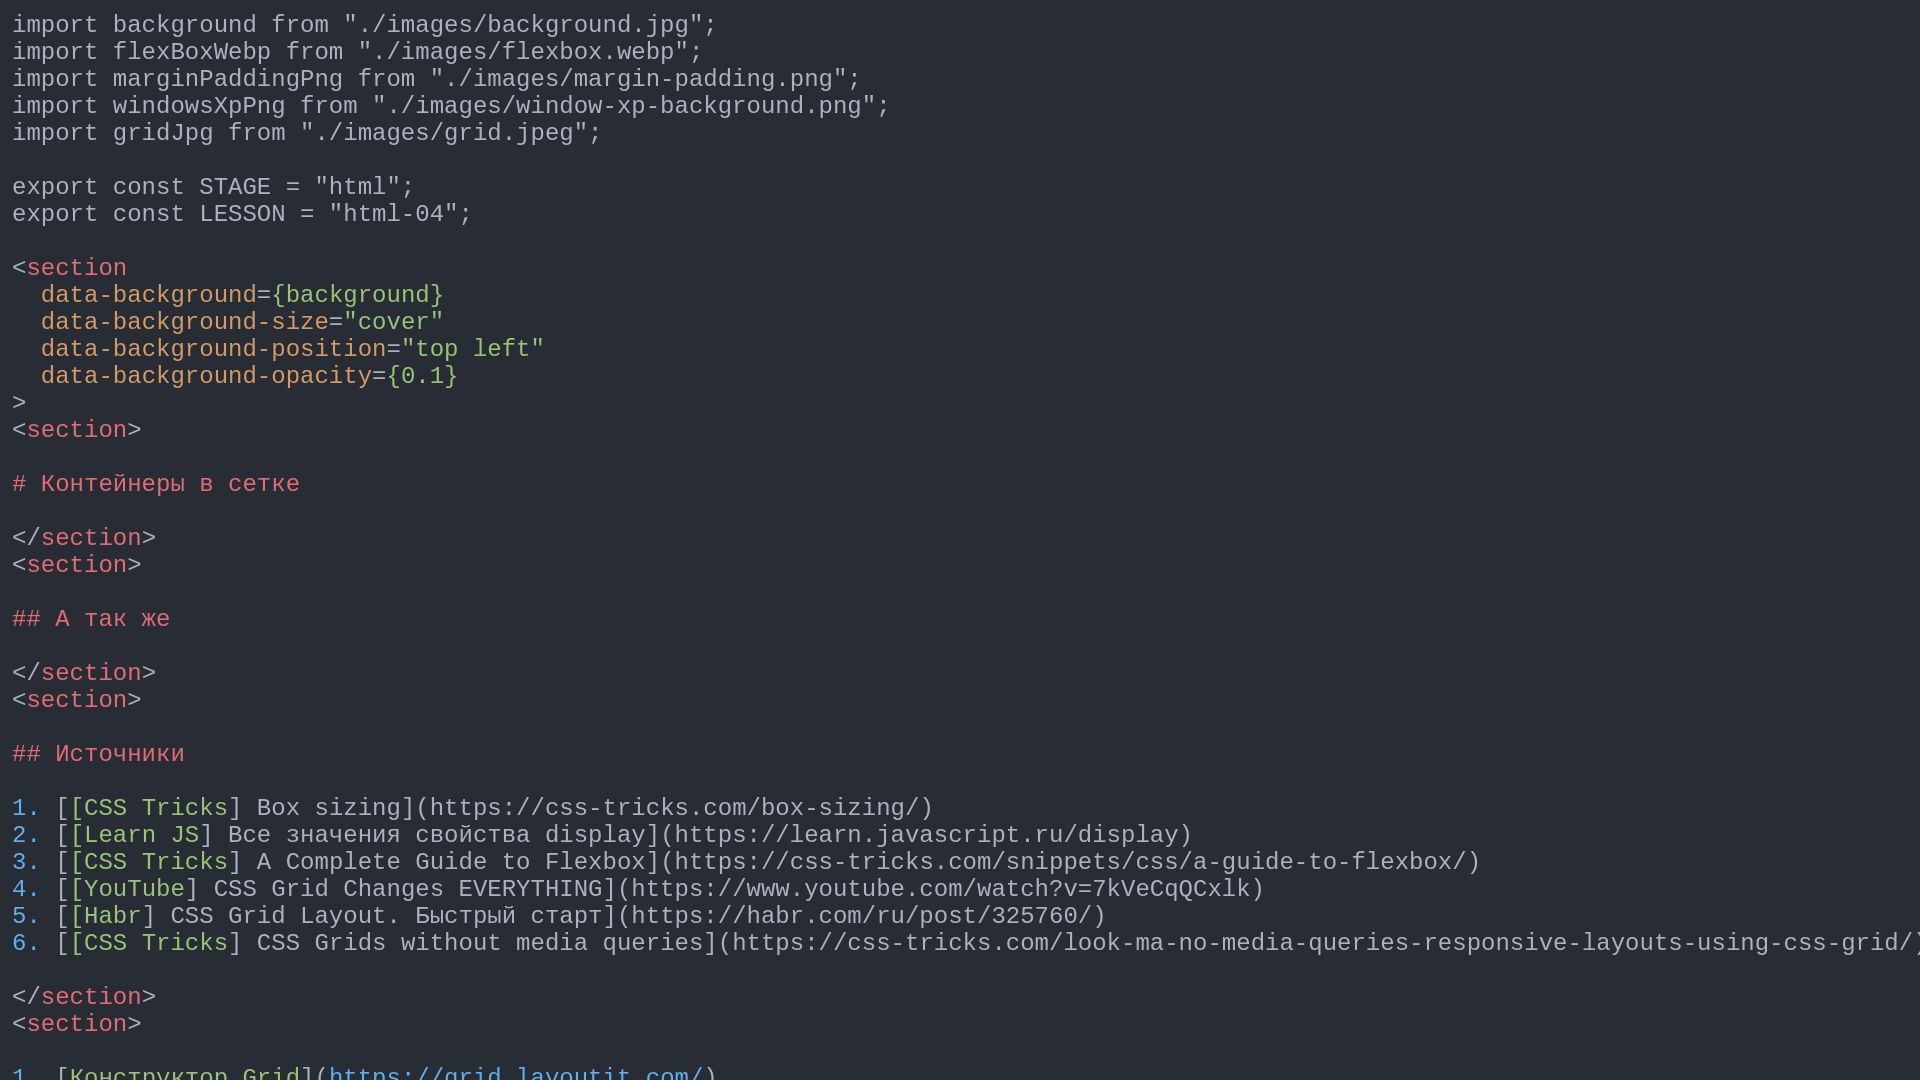 import background from "./images/background.jpg";
import flexBoxWebp from "./images/flexbox.webp";
import marginPaddingPng from "./images/margin-padding.png";
import windowsXpPng from "./images/window-xp-background.png";
import gridJpg from "./images/grid.jpeg";

export const STAGE = "html";
export const LESSON = "html-04";

<section
  data-background={background}
  data-background-size="cover"
  data-background-position="top left"
  data-background-opacity={0.1}
>
<section>

# Контейнеры в сетке

</section>
<section>

## А так же

</section>
<section>

## Источники

1. [[CSS Tricks] Box sizing](https://css-tricks.com/box-sizing/)
2. [[Learn JS] Все значения свойства display](https://learn.javascript.ru/display)
3. [[CSS Tricks] A Complete Guide to Flexbox](https://css-tricks.com/snippets/css/a-guide-to-flexbox/)
4. [[YouTube] CSS Grid Changes EVERYTHING](https://www.youtube.com/watch?v=7kVeCqQCxlk)
5. [[Habr] CSS Grid Layout. Быстрый старт](https://habr.com/ru/post/325760/)
6. [[CSS Tricks] CSS Grids without media queries](https://css-tricks.com/look-ma-no-media-queries-responsive-layouts-using-css-grid/)

</section>
<section>

1. [Конструктор Grid](https://grid.layoutit.com/)